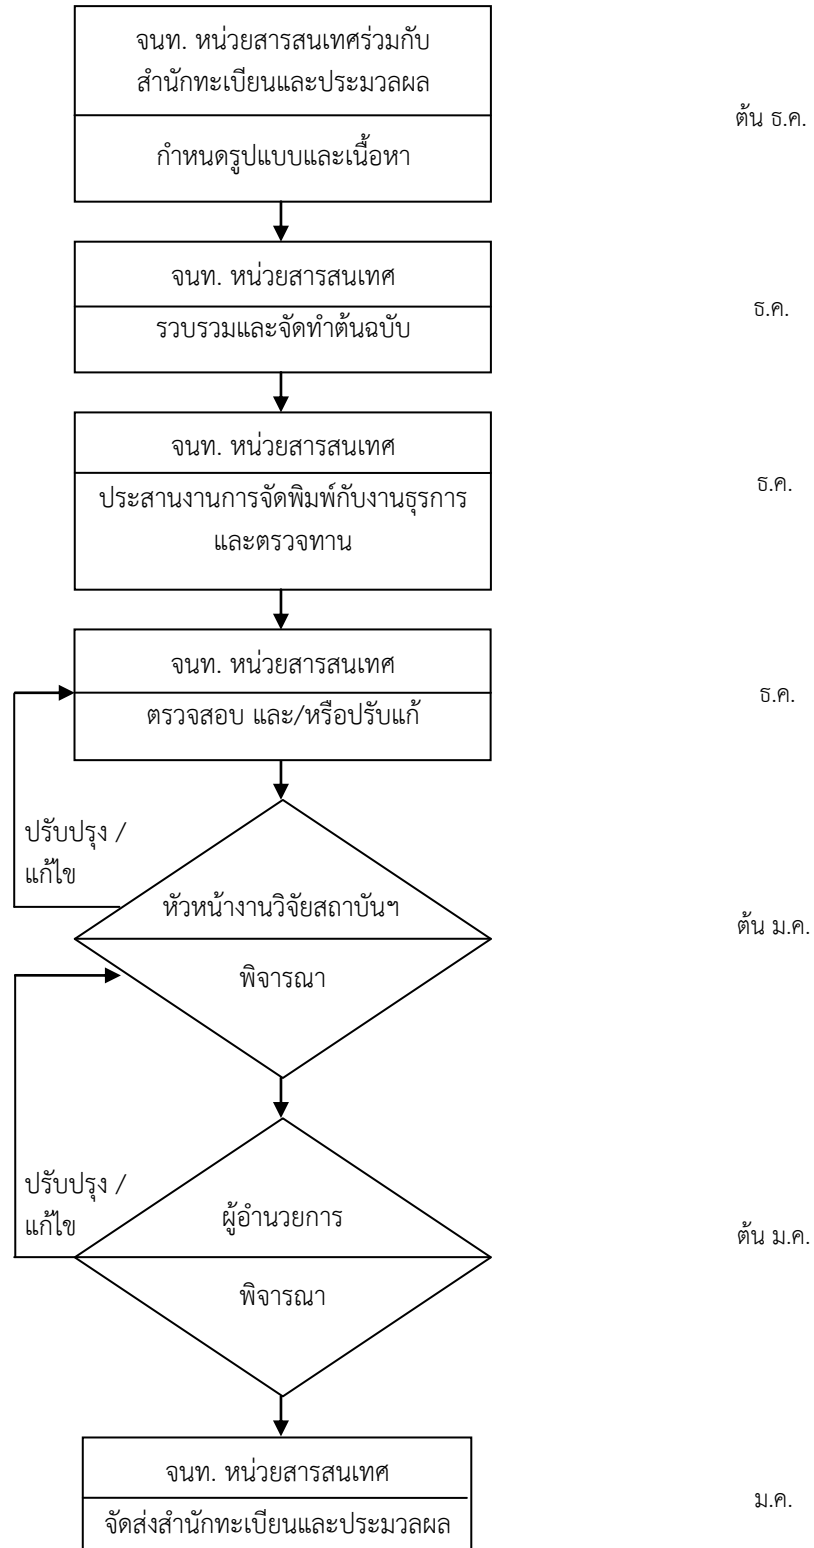 จนท. หน่วยสารสนเทศร่วมกับ
สำนักทะเบียนและประมวลผล
ต้น ธ.ค.
กำหนดรูปแบบและเนื้อหา
จนท. หน่วยสารสนเทศ
ธ.ค.
รวบรวมและจัดทำต้นฉบับ
จนท. หน่วยสารสนเทศ
ธ.ค.
ประสานงานการจัดพิมพ์กับงานธุรการ
และตรวจทาน
จนท. หน่วยสารสนเทศ
ธ.ค.
ตรวจสอบ และ/หรือปรับแก้
ปรับปรุง /
แก้ไข
หัวหน้างานวิจัยสถาบันฯ
ต้น ม.ค.
พิจารณา
ปรับปรุง /
แก้ไข
ผู้อำนวยการ
ต้น ม.ค.
พิจารณา
จนท. หน่วยสารสนเทศ
ม.ค.
จัดส่งสำนักทะเบียนและประมวลผล